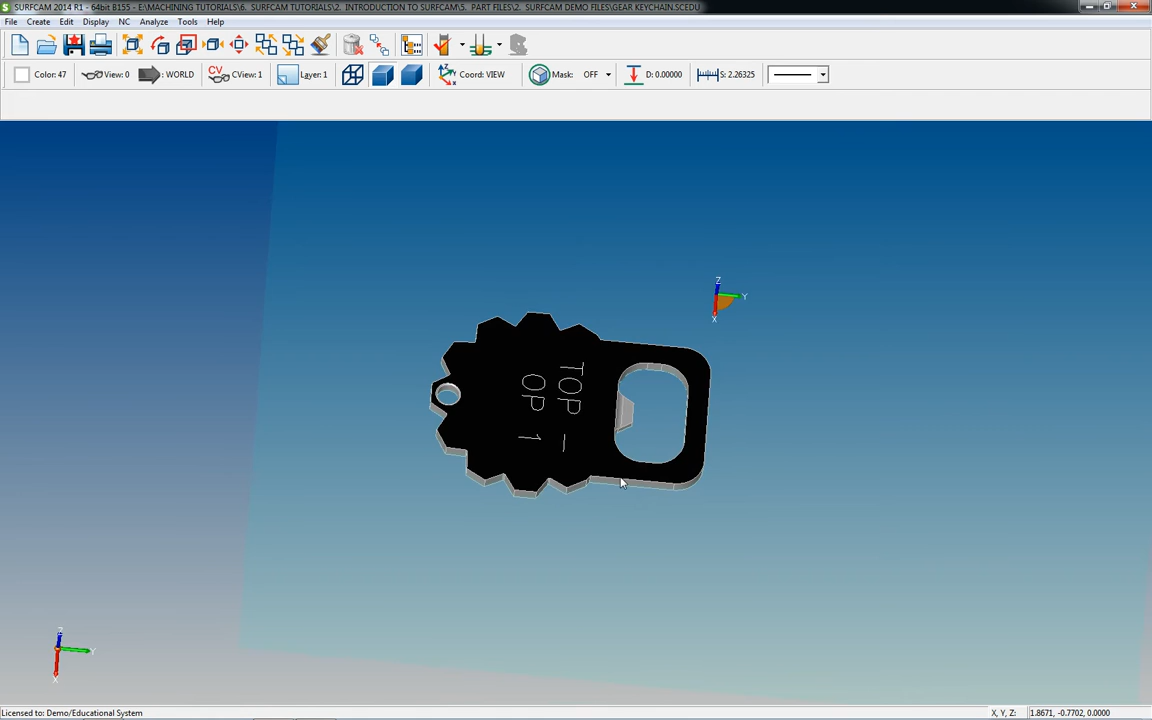 SURFCAM 2014 R1 - 64bit B155 - E:\MACHINING TUTORIALS\6. SURFCAM TUTORIALS\2. INTRODUCTION TO SURFCAM\5. PART FILES\2. SURFCAM DEMO FILES\GEAR KEYCHAIN.SCEDU
File Create Edit Display NC Analyze Tools Help
Color: 47 View: 0 : WORLD CV CView: 1 Layer: 1 Coord: VIEW Mask: OFF D: 0.00000 S: 2.26325
Z
Y
X
TOP -
OP 1
Z
Y
X
Licensed to: Demo/Educational System X, Y, Z: 1.8671, -0.7702, 0.0000